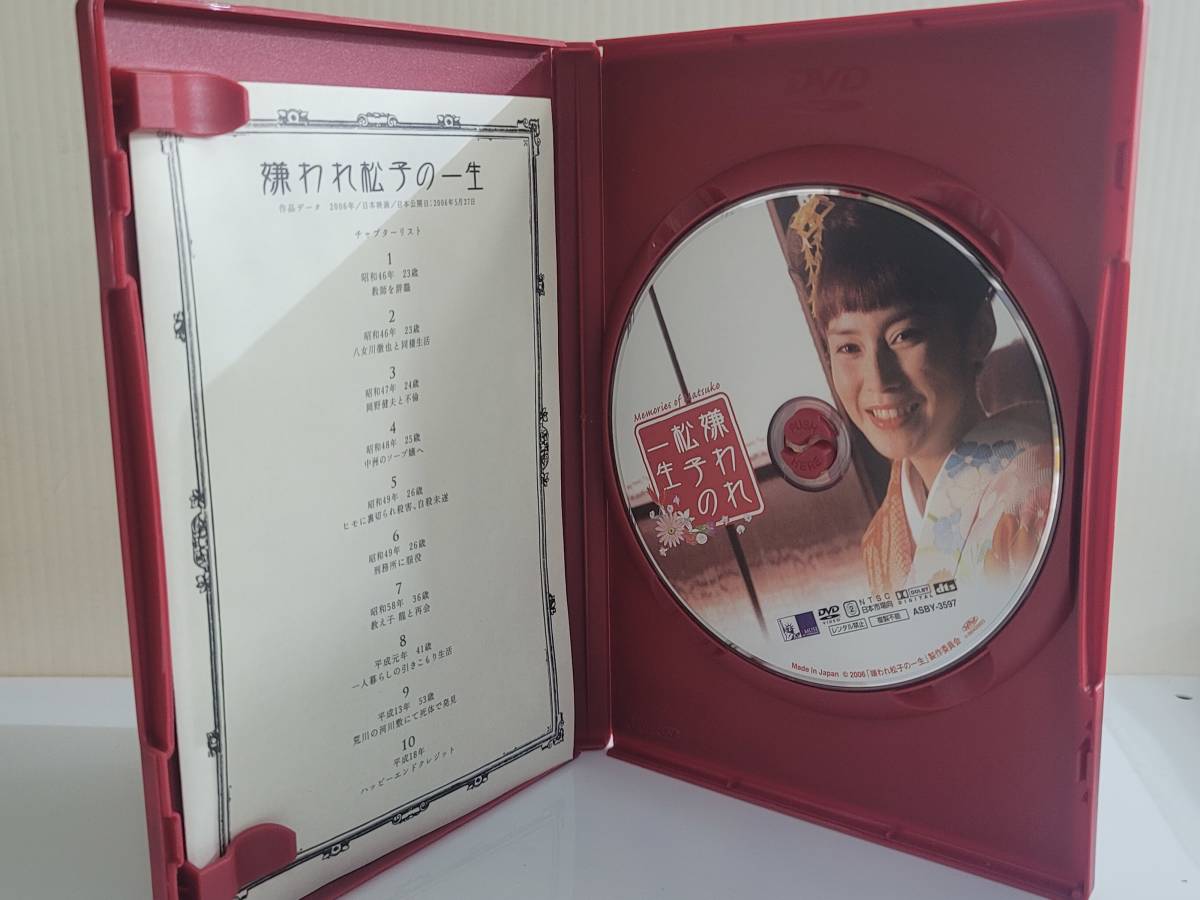 嫌われ松子の一生
作品データ 2006年/日本映画/日本公開日:2006年5月27日
チャプターリスト
1
昭和46年 23歳
教師を辞職
2
昭和46年 23歳
八女川徹也と同棲生活
3
昭和47年 24歳
岡野健夫と不倫
4
昭和48年 25歳
中洲のソープ嬢へ
5
昭和49年 26歳
ヒモに裏切られ殺害、自殺未遂
6
昭和49年 26歳
刑務所に服役
7
昭和58年 36歳
教え子 龍と再会
8
平成元年 41歳
一人暮らしの引きこもり生活
9
平成13年 53歳
荒川の河川敷にて死体で発見
10
平成18年
ハッピーエンドクレジット
DVD
Memories of Matsuko
嫌われ
松子の
一生
PUSH
HERE
DVD
VIDEO
2
NTSC
日本市場向
DOLBY
DIGITAL
dts
レンタル禁止
複製不能
ASBY-3597
Made In Japan © 2006「嫌われ松子の一生」製作委員会